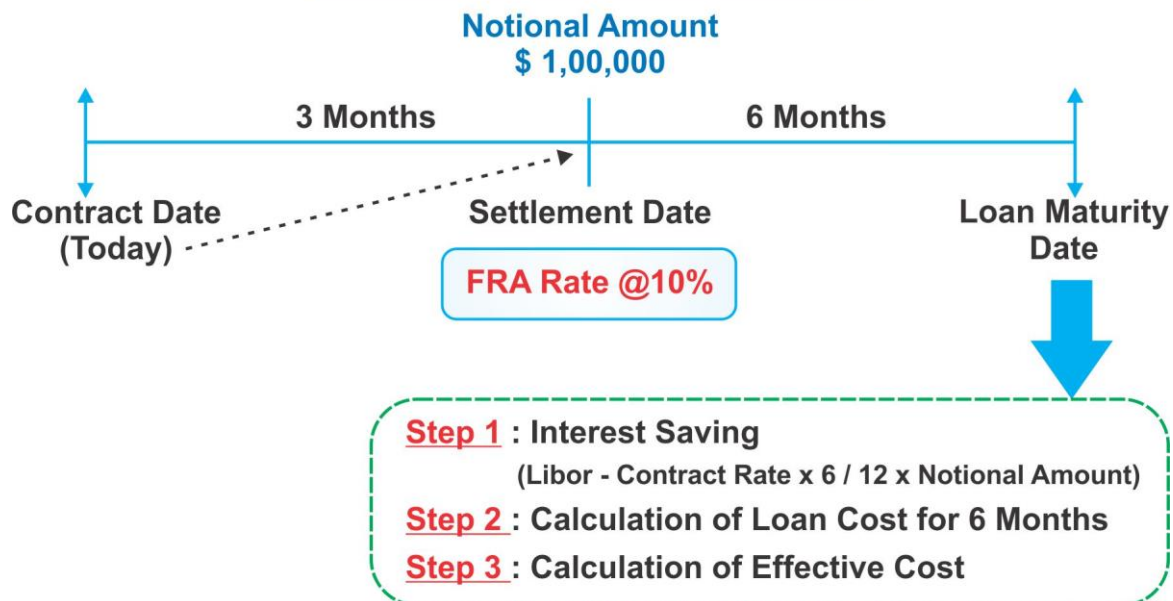 Notional Amount
$ 1,00,000
3 Months
6 Months
Contract Date
(Today)
Settlement Date
Loan Maturity
Date
FRA Rate @10%
Step 1 : Interest Saving
(Libor - Contract Rate x 6 / 12 x Notional Amount)
Step 2 : Calculation of Loan Cost for 6 Months
Step 3 : Calculation of Effective Cost